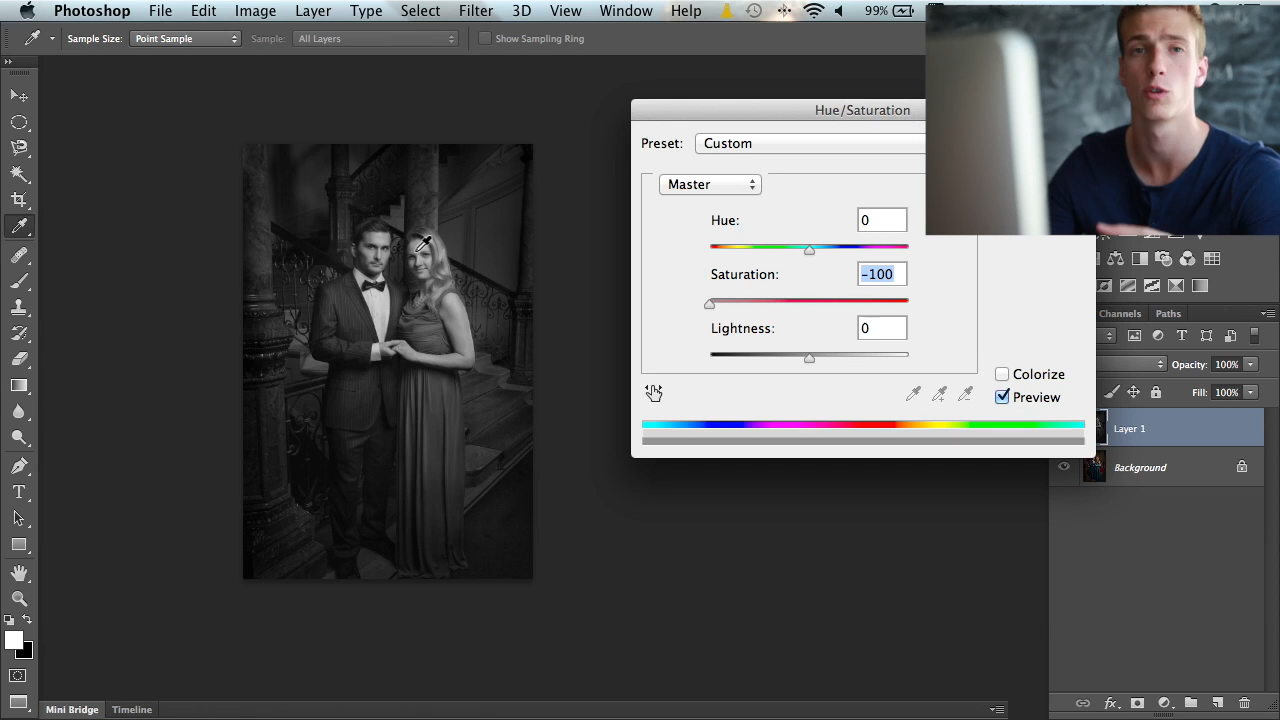 Photoshop File Edit Image Layer Type Select Filter 3D View Window Help 99%
Sample Size: Point Sample Sample: All Layers Show Sampling Ring
Hue/Saturation
Preset: Custom
Master
Hue: 0
Saturation: -100
Lightness: 0
Colorize
Preview
Channels Paths
Opacity: 100%
Fill: 100%
Layer 1
Background
T
fx
Mini Bridge Timeline